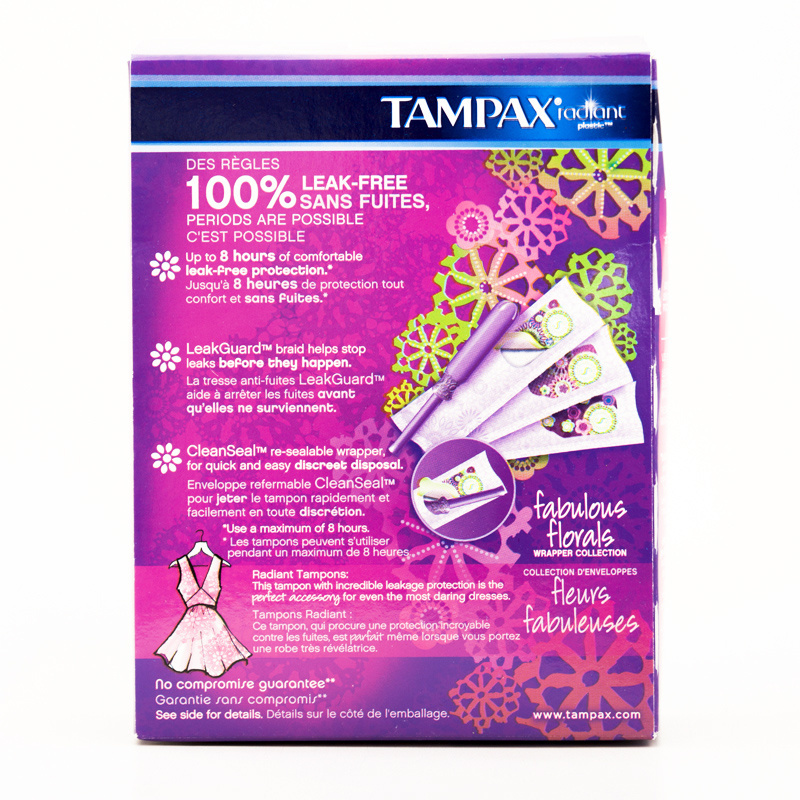 TAMPAX radiant
plastic™
DES RÈGLES
100% LEAK-FREE
SANS FUITES,
PERIODS ARE POSSIBLE
C'EST POSSIBLE
Up to 8 hours of comfortable
leak-free protection.*
Jusqu'à 8 heures de protection tout
confort et sans fuites.*
LeakGuard™ braid helps stop
leaks before they happen.
La tresse anti-fuites LeakGuard™
aide à arrêter les fuites avant
qu'elles ne surviennent.
CleanSeal™ re-sealable wrapper,
for quick and easy discreet disposal.
Enveloppe refermable CleanSeal™
pour jeter le tampon rapidement et
facilement en toute discrétion.
*Use a maximum of 8 hours.
* Les tampons peuvent s'utiliser
pendant un maximum de 8 heures.
fabulous
florals
WRAPPER COLLECTION
COLLECTION D'ENVELOPPES
fleurs
fabuleuses
Radiant Tampons:
This tampon with incredible leakage protection is the
perfect accessory for even the most daring dresses.
Tampons Radiant :
Ce tampon, qui procure une protection incroyable
contre les fuites, est parfait même lorsque vous portez
une robe très révélatrice.
No compromise guarantee**
Garantie sans compromis**
See side for details. Détails sur le côté de l'emballage.
www.tampax.com